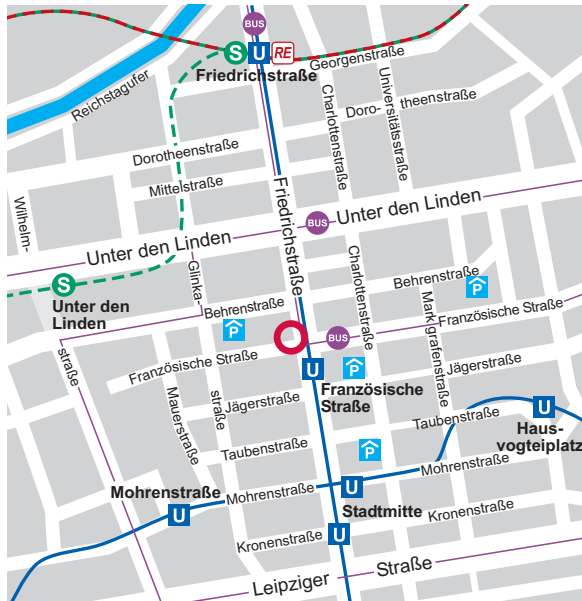 BUS
S
U
RE
Friedrichstraße
Reichstagufer
Georgenstraße
Charlottenstraße
Universitätsstraße
Doro-
theenstraße
Dorotheenstraße
Mittelstraße
Friedrichstraße
Wilhelm-
BUS
Unter den Linden
Unter den Linden
Glinka-
Charlottenstraße
S
Unter den
Linden
Behrenstraße
P
Behrenstraße
P
Markgrafenstraße
Französische Straße
BUS
straße
Französische Straße
U
P
Französische
Straße
Jägerstraße
Mauerstraße
straße
Jägerstraße
U
Haus-
vogteiplatz
Taubenstraße
Taubenstraße
P
Mohrenstraße
Mohrenstraße
U
Mohrenstraße
U
Stadtmitte
Kronenstraße
Kronenstraße
U
Leipziger
Straße